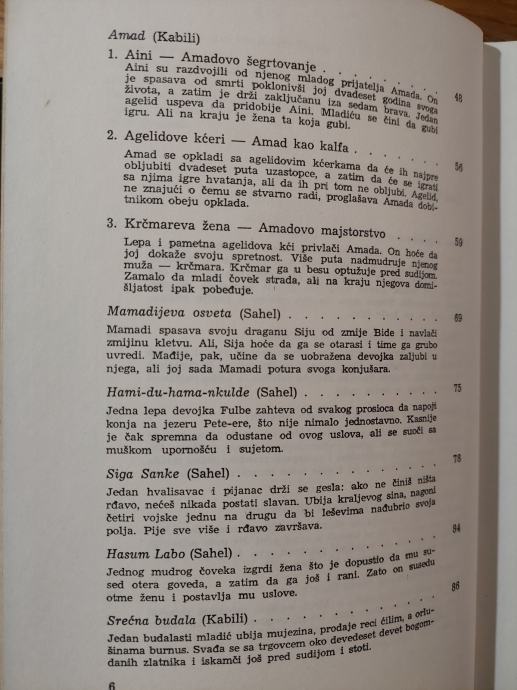 Amad (Kabili)
1. Aini — Amadovo šegrtovanje . . . . . . . . 48
Aini su razdvojili od njenog mladog prijatelja Amada. On
je spasava od smrti poklonivši joj dvadeset godina svoga
života, a zatim je drži zaključanu iza sedam brava. Jedan
agelid uspeva da pridobije Aini. Mladiću se čini da gubi
igru. Ali na kraju je žena ta koja gubi.
2. Agelidove kćeri — Amad kao kalfa . . . . . . 56
Amad se opkladi sa agelidovim kćerkama da će ih najpre
obljubiti dvadeset puta uzastopce, a zatim da će se igrati
sa njima igre hvatanja, ali da ih pri tom ne obljubi. Agelid,
ne znajući o čemu se stvarno radi, proglašava Amada dobi-
tnikom obeju opklada.
3. Krčmareva žena — Amadovo majstorstvo . . . . 59
Lepa i pametna agelidova kći privlači Amada. On hoće da
joj dokaže svoju spretnost. Više puta nadmudruje njenog
muža — krčmara. Krčmar ga u besu optužuje pred sudijom.
Zamalo da mladi čovek strada, ali na kraju njegova domi-
šljatost ipak pobeđuje.
Mamadijeva osveta (Sahel) . . . . . . . . . . 69
Mamadi spasava svoju draganu Siju od zmije Bide i navlači
zmijinu kletvu. Ali, Sija hoće da ga se otarasi i time ga grubo
uvredi. Mađije, pak, učine da se uobražena devojka zaljubi u
njega, ali joj sada Mamadi potura svoga konjušara.
Hami-du-hama-nkulde (Sahel) . . . . . . . . . 75
Jedna lepa devojka Fulbe zahteva od svakog prosioca da napoji
konja na jezeru Pete-ere, što nije nimalo jednostavno. Kasnije
je čak spremna da odustane od ovog uslova, ali se suoči sa
muškom upornošću i sujetom.
Siga Sanke (Sahel) . . . . . . . . . . . . . 78
Jedan hvalisavac i pijanac drži se gesla: ako ne činiš ništa
rđavo, nećeš nikada postati slavan. Ubija kraljevog sina, nagoni
četiri vojske jednu na drugu da bi leševima nađubrio svoja
polja. Pije sve više i rđavo završava.
Hasum Labo (Sahel) . . . . . . . . . . . . . 84
Jednog mudrog čoveka izgrdi žena što je dopustio da mu su-
sed otera goveda, a zatim da ga još i rani. Zato on susedu
otme ženu i postavlja mu uslove.
Srećna budala (Kabili) . . . . . . . . . . . . 86
Jedan budalasti mladić ubija mujezina, prodaje reci ćilim, a orlu-
šinama burnus. Svađa se sa trgovcem oko devedeset devet bogom-
danih zlatnika i iskamči još pred sudijom i stoti.
6